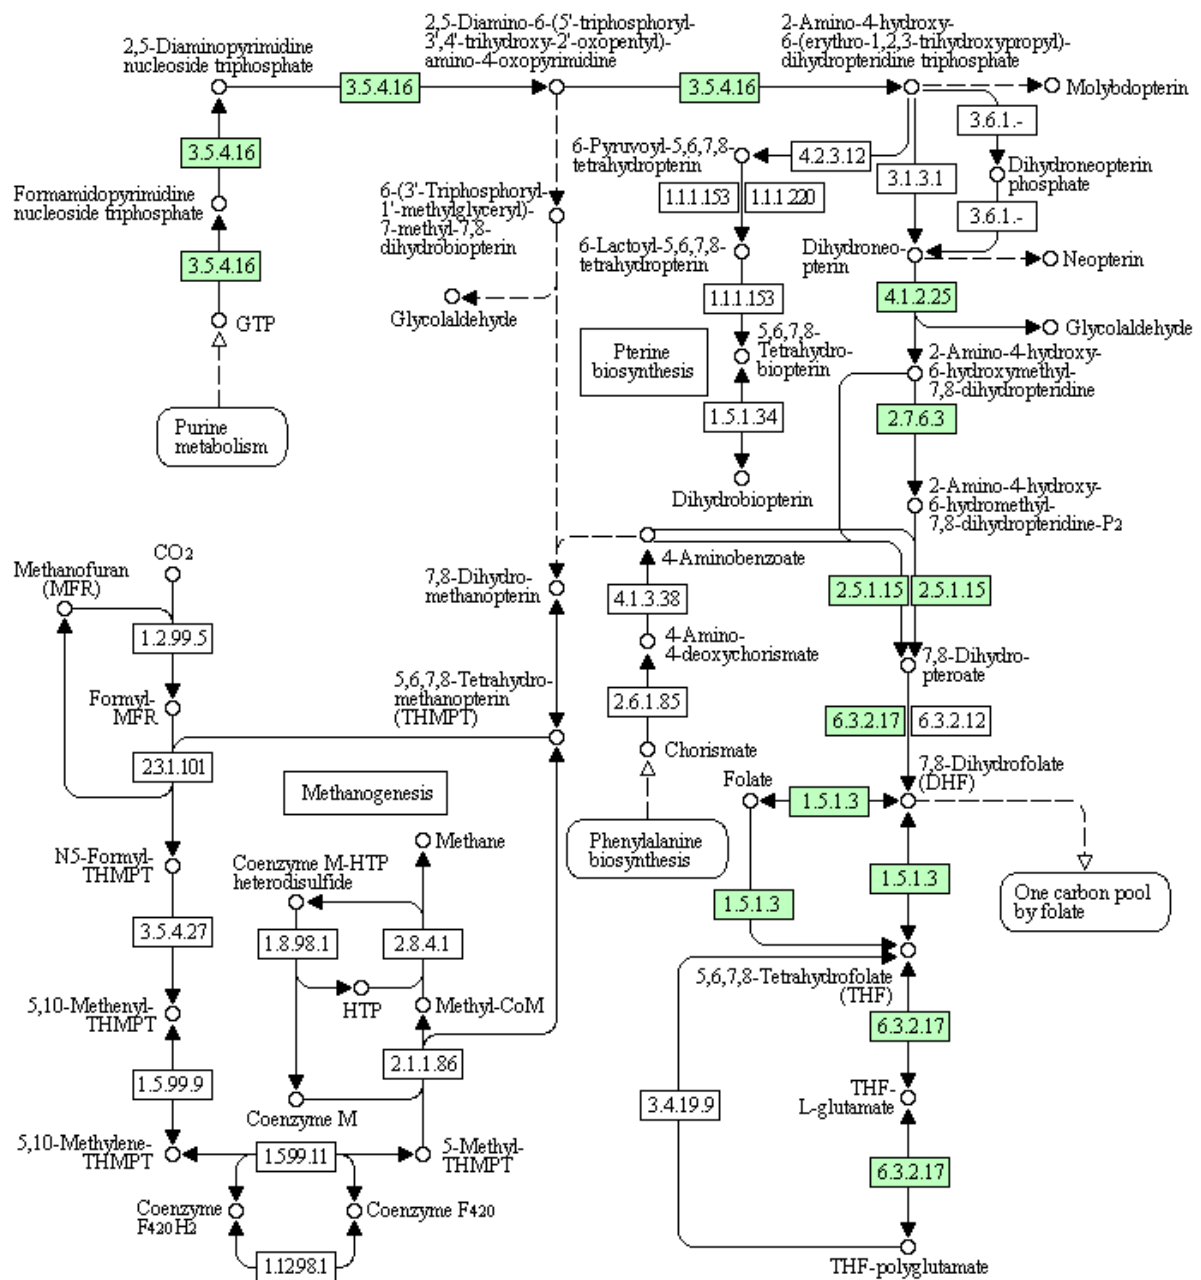 2,5-Diaminopyrimidine
nucleoside triphosphate
2,5-Diamino-6-(5'-triphosphoryl-
3',4'-trihydroxy-2'-oxopentyl)-
amino-4-oxopyrimidine
2-Amino-4-hydroxy-
6-(erythro-1,2,3-trihydroxypropyl)-
dihydropteridine triphosphate
3.5.4.16
3.5.4.16
Molybdopterin
3.6.1.-
3.5.4.16
6-Pyruvoyl-5,6,7,8-
tetrahydropterin
4.2.3.12
3.1.3.1
Dihydroneopterin
phosphate
Formamidopyrimidine
nucleoside triphosphate
6-(3'-Triphosphoryl-
1'-methylglyceryl)-
7-methyl-7,8-
dihydrobiopterin
1.1.1.153
1.1.1.220
3.6.1.-
3.5.4.16
6-Lactoyl-5,6,7,8-
tetrahydropterin
Dihydroneo-
pterin
Neopterin
1.1.1.153
4.1.2.25
GTP
Glycolaldehyde
Glycolaldehyde
Pterine
biosynthesis
5,6,7,8-
Tetrahydro-
biopterin
2-Amino-4-hydroxy-
6-hydroxymethyl-
7,8-dihydropteridine
Purine
metabolism
1.5.1.34
2.7.6.3
Dihydrobiopterin
2-Amino-4-hydroxy-
6-hydromethyl-
7,8-dihydropteridine-P2
CO2
Methanofuran
(MFR)
4-Aminobenzoate
7,8-Dihydro-
methanopterin
4.1.3.38
2.5.1.15
2.5.1.15
1.2.99.5
4-Amino-
4-deoxychorismate
7,8-Dihydro-
pteroate
Formyl-
MFR
5,6,7,8-Tetrahydro-
methanopterin
(THMPT)
2.6.1.85
6.3.2.17
6.3.2.12
2.3.1.101
Chorismate
7,8-Dihydrofolate
(DHF)
Methanogenesis
Folate
1.5.1.3
Methane
Phenylalanine
biosynthesis
N5-Formyl-
THMPT
Coenzyme M-HTP
heterodisulfide
1.5.1.3
1.5.1.3
One carbon pool
by folate
3.5.4.27
1.8.98.1
2.8.4.1
5,6,7,8-Tetrahydrofolate
(THF)
5,10-Methenyl-
THMPT
HTP
Methyl-CoM
6.3.2.17
2.1.1.86
1.5.99.9
3.4.19.9
THF-
L-glutamate
Coenzyme M
5,10-Methylene-
THMPT
1.5.99.11
5-Methyl-
THMPT
6.3.2.17
Coenzyme
F420H2
Coenzyme F420
1.12.98.1
THF-polyglutamate